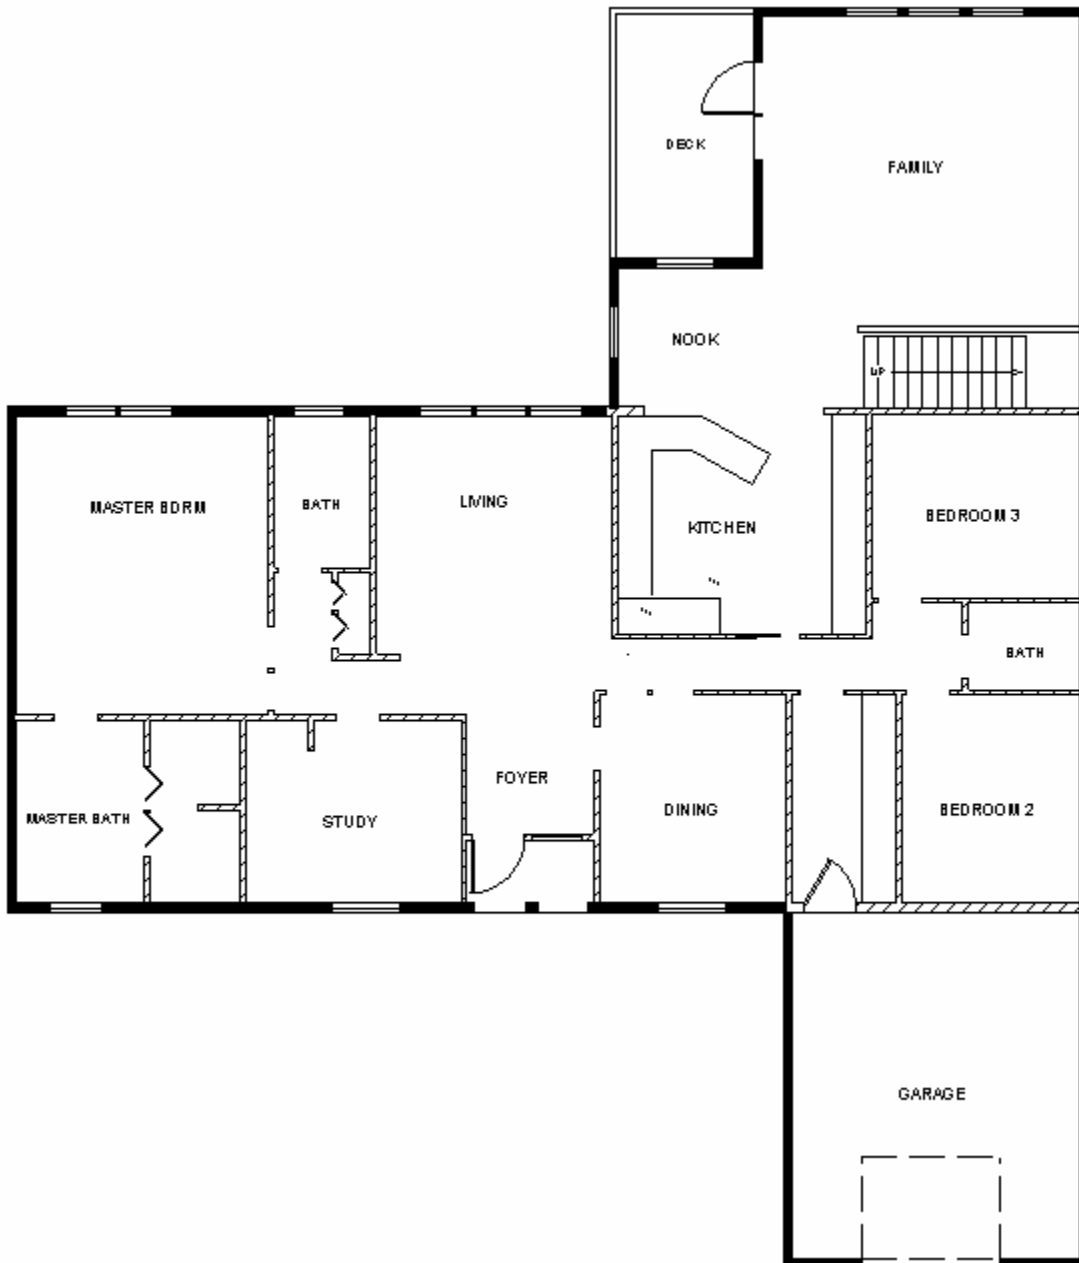 DECK
FAMILY
NOOK
UP
MASTER BDRM
BATH
LIVING
KITCHEN
BEDROOM 3
BATH
FOYER
MASTER BATH
STUDY
DINING
BEDROOM 2
GARAGE